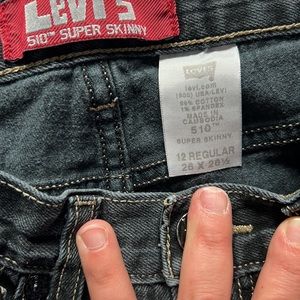 LEVI'S
510™ SUPER SKINNY
Levi's
levi.com
(800) USA-LEVI
99% COTTON
1% SPANDEX
MADE IN
CAMBODIA
510™
SUPER SKINNY
12 REGULAR
26 X 26½